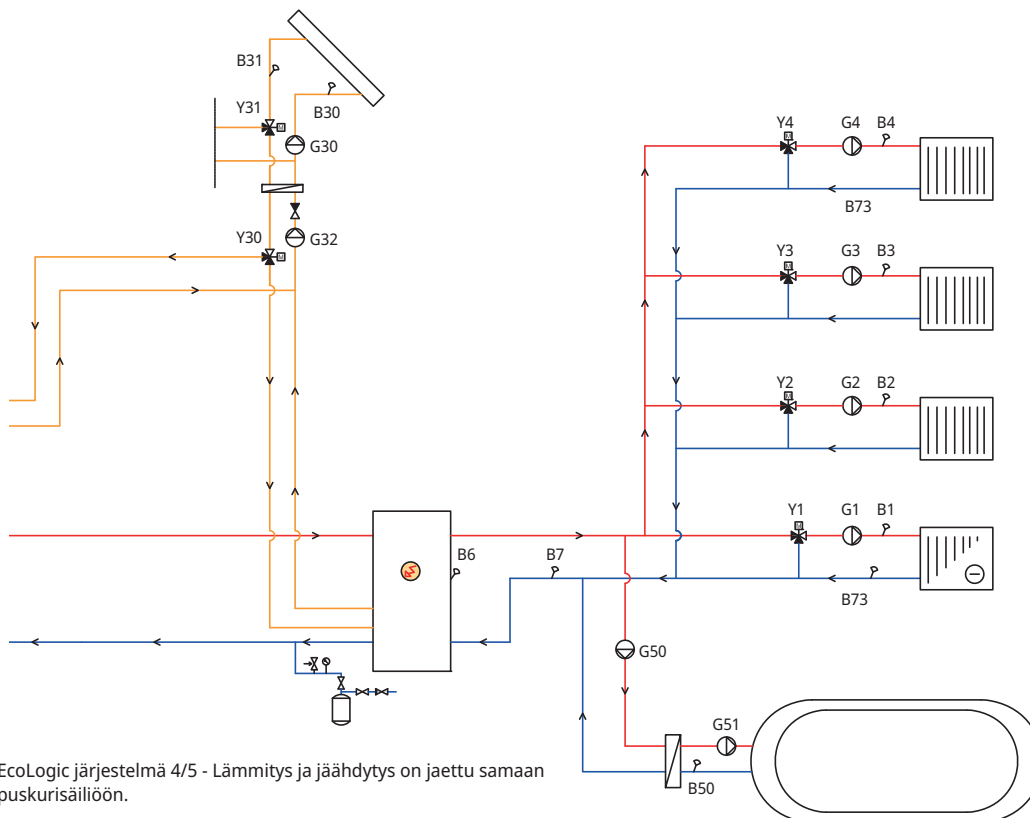 B31
B30
Y31
G30
Y30
G32
Y4 G4 B4
B73
Y3 G3 B3
Y2 G2 B2
Y1 G1 B1
B6
B7
B73
G50
G51
B50
EcoLogic järjestelmä 4/5 - Lämmitys ja jäähdytys on jaettu samaan
puskurisäiliöön.